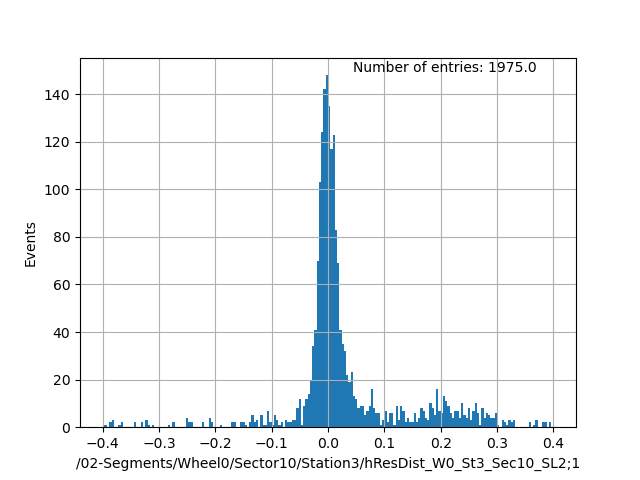 Number of entries: 1975.0
140
120
100
80
60
40
20
0
Events
−0.4 −0.3 −0.2 −0.1 0.0 0.1 0.2 0.3 0.4
/02-Segments/Wheel0/Sector10/Station3/hResDist_W0_St3_Sec10_SL2;1